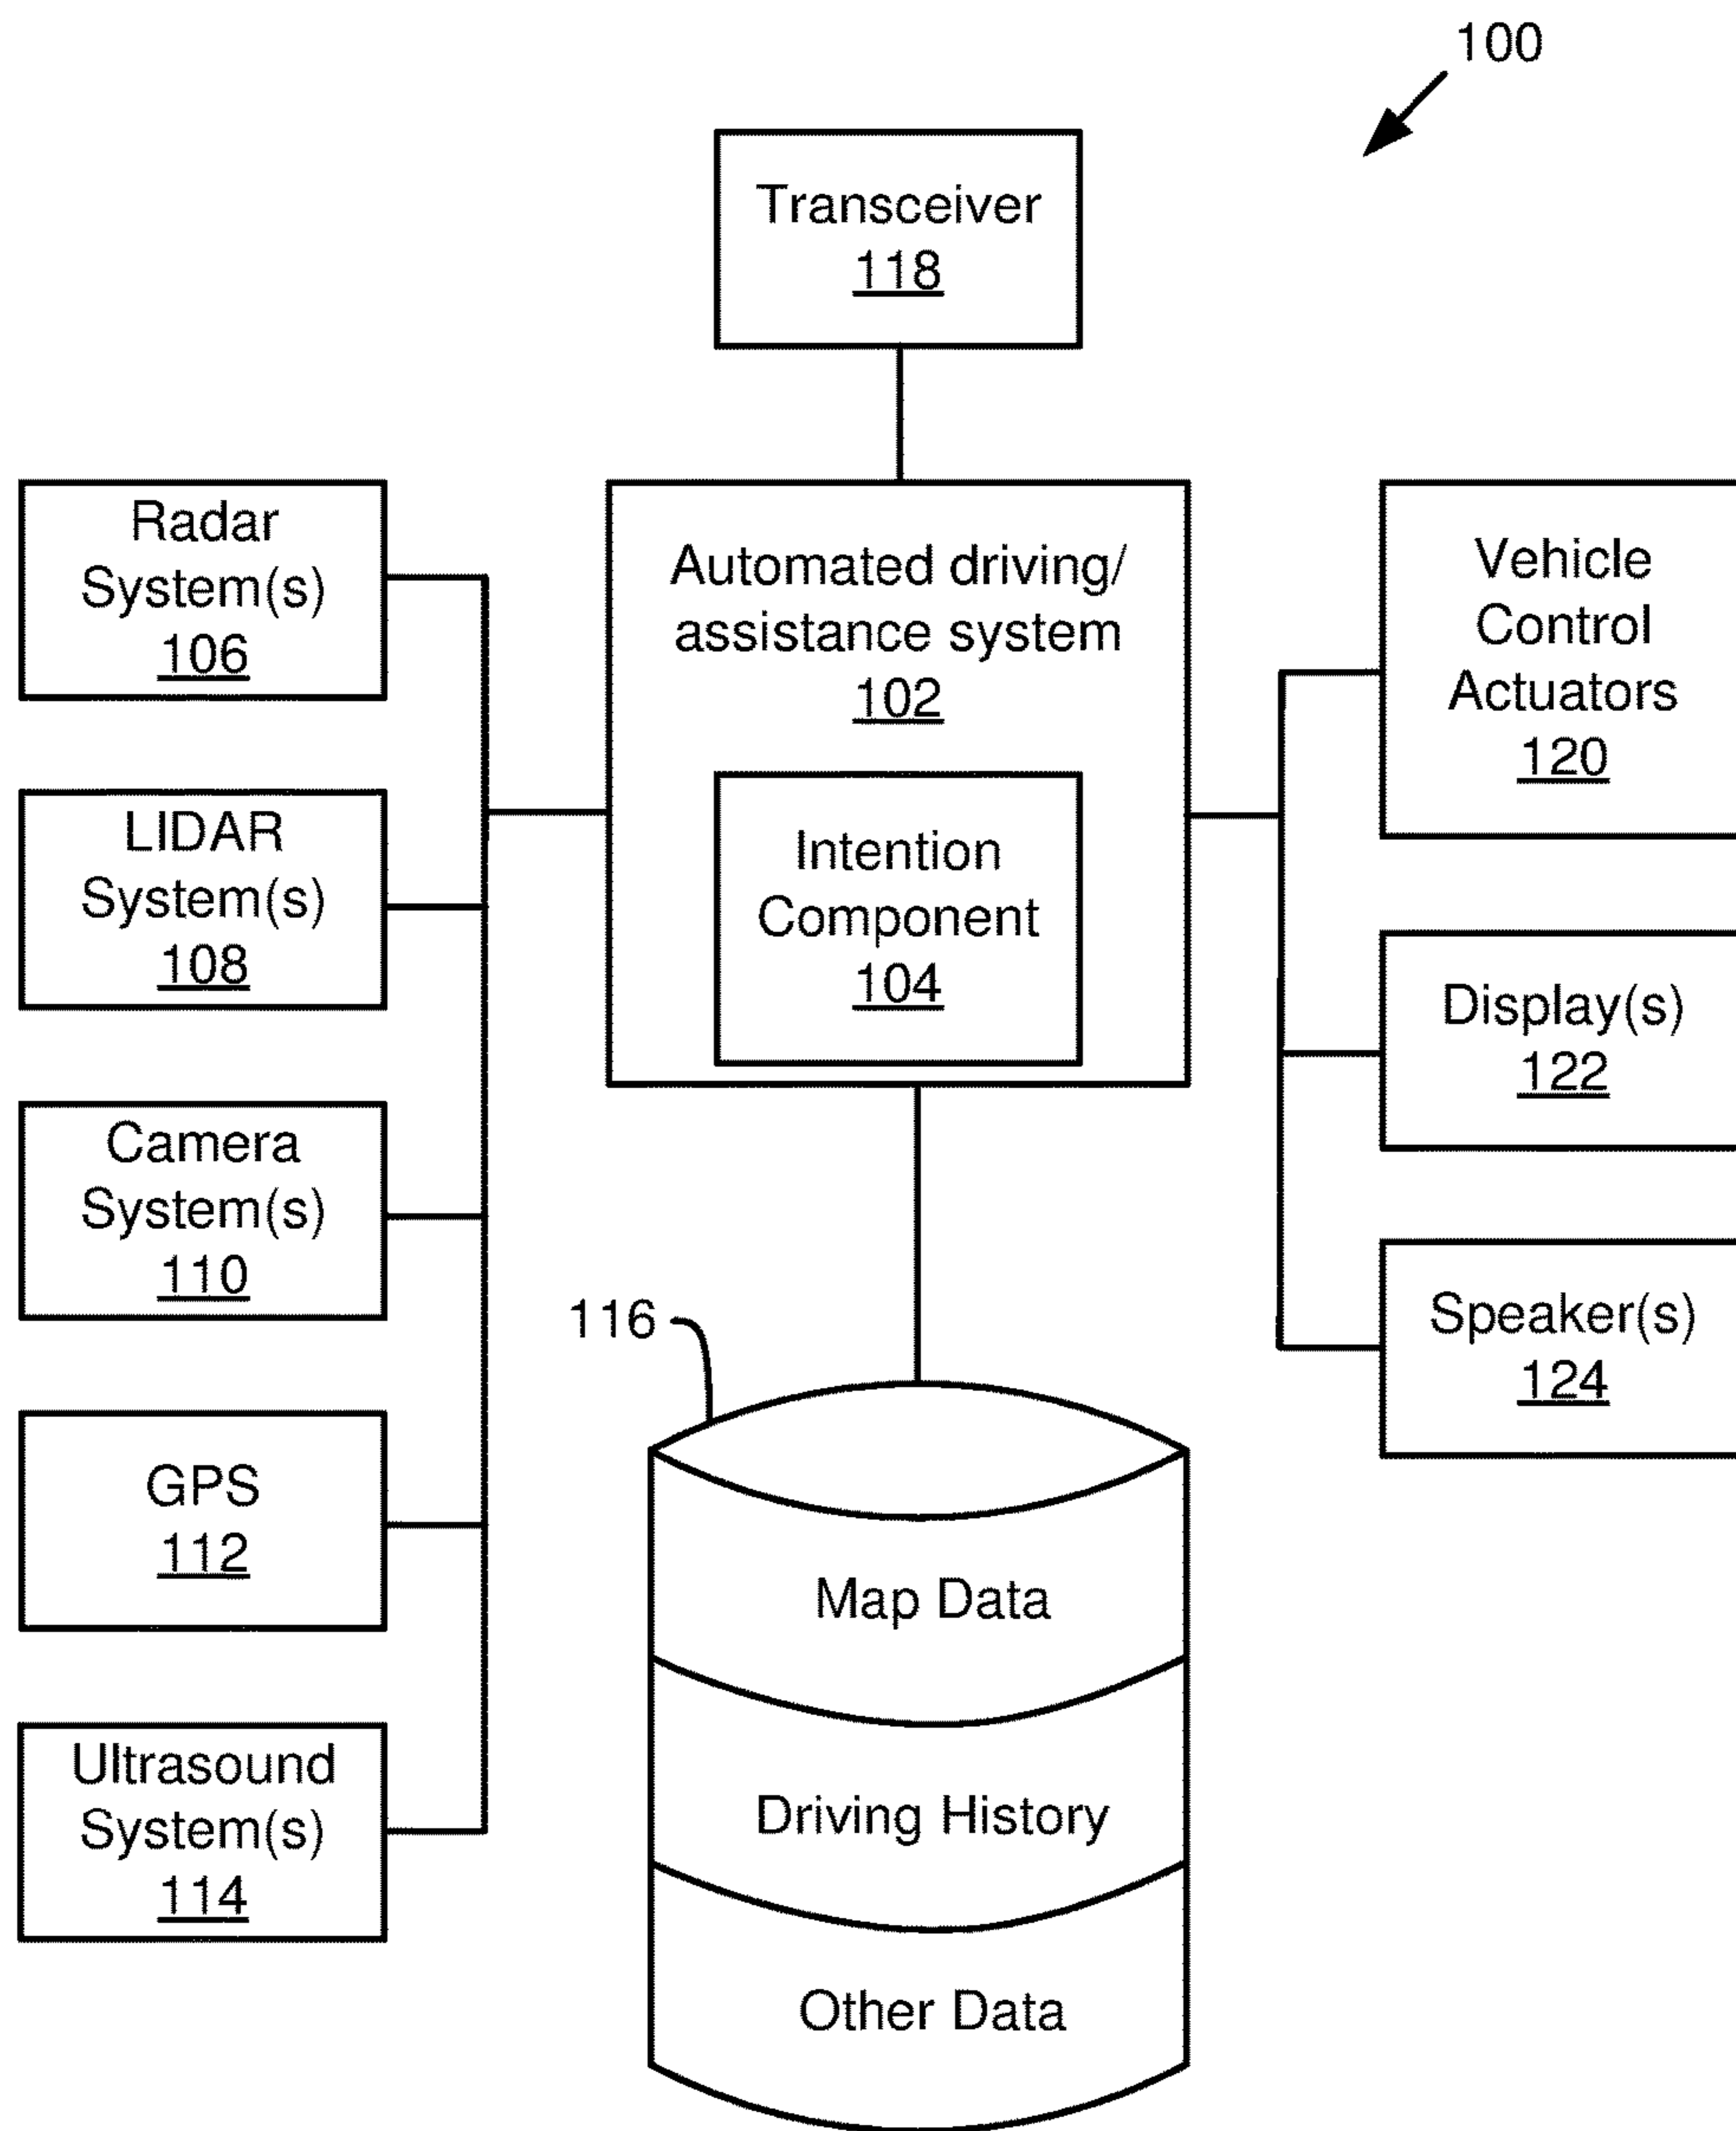 100
Transceiver
118
Radar
System(s)
106
LIDAR
System(s)
108
Camera
System(s)
110
GPS
112
Ultrasound
System(s)
114
Automated driving/
assistance system
102
Intention
Component
104
Vehicle
Control
Actuators
120
Display(s)
122
Speaker(s)
124
116
Map Data
Driving History
Other Data